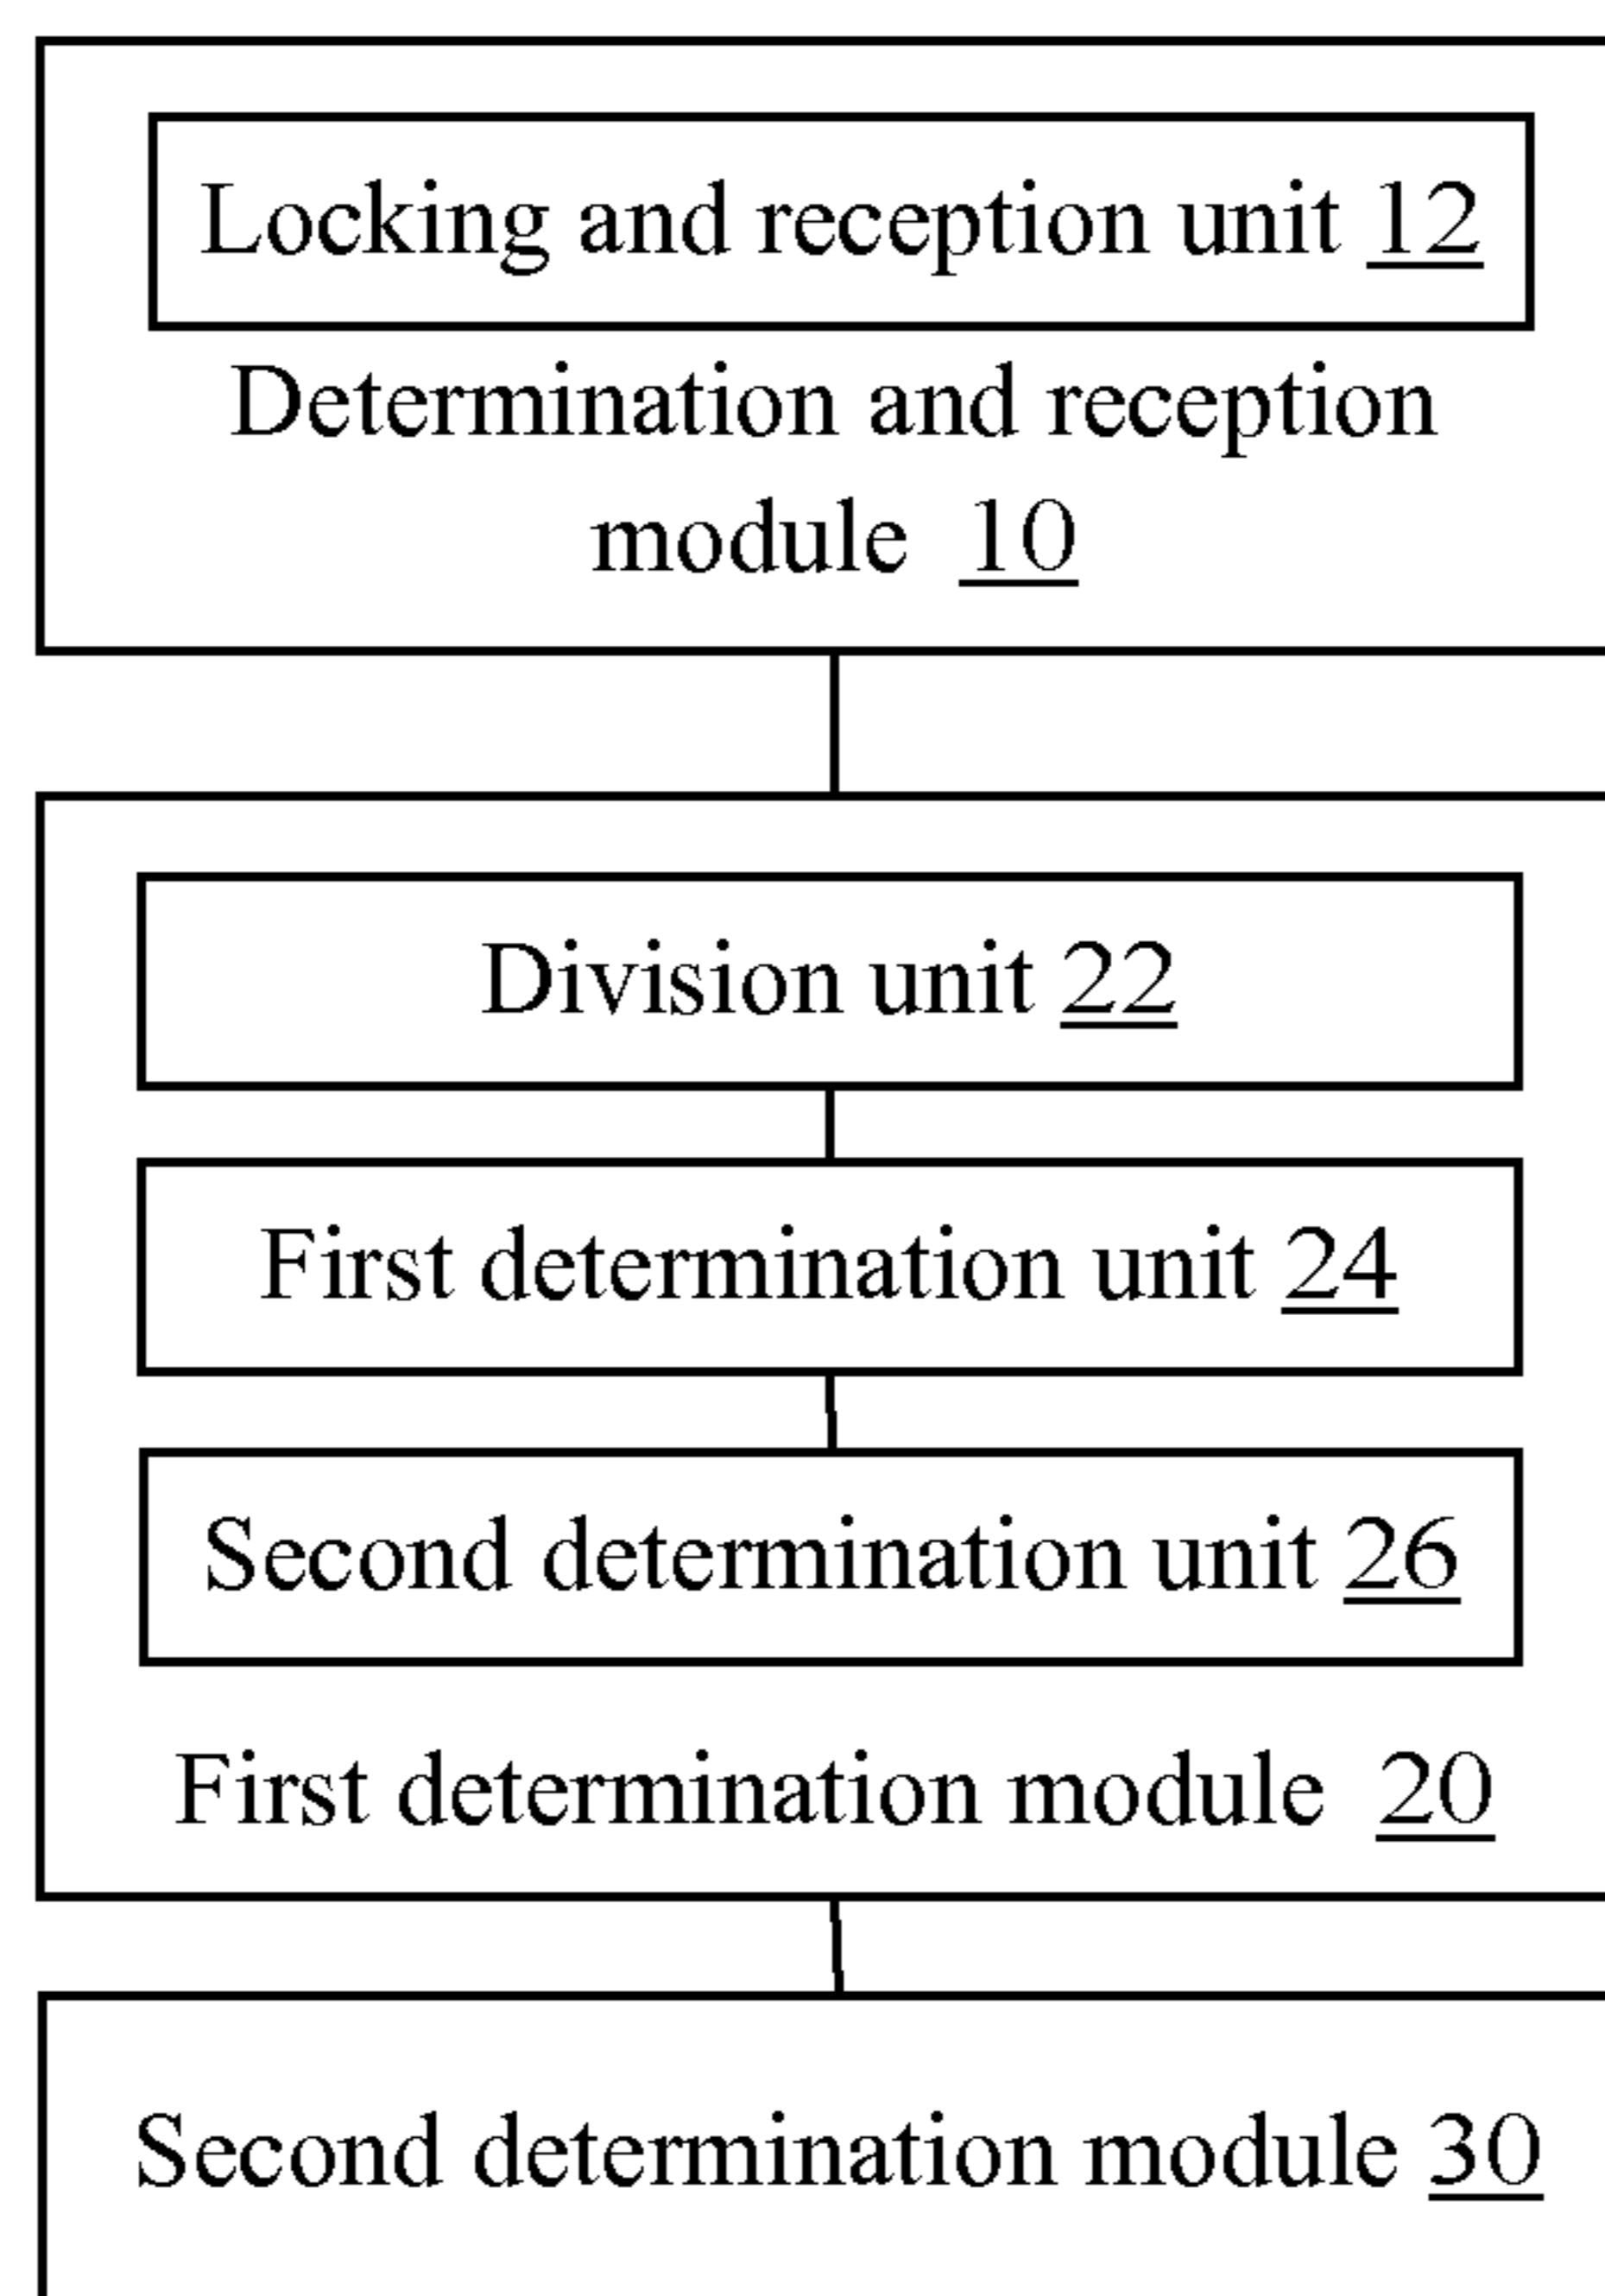 Locking and reception unit 12
Determination and reception
module 10
Division unit 22
First determination unit 24
Second determination unit 26
First determination module 20
Second determination module 30